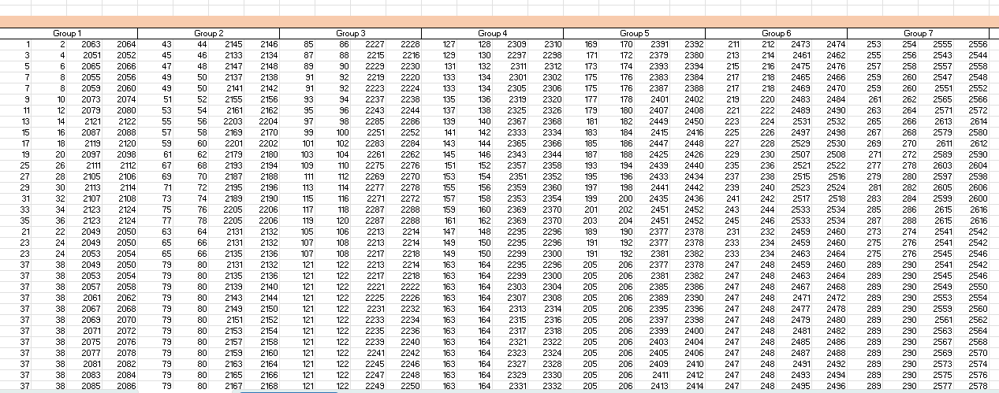 Group 1 Group 2 Group 3 Group 4 Group 5 Group 6 Group 7
1 2 2063 2064 43 44 2145 2146 85 86 2227 2228 127 128 2309 2310 169 170 2391 2392 211 212 2473 2474 253 254 2555 2556
3 4 2051 2052 45 46 2133 2134 87 88 2215 2216 129 130 2297 2298 171 172 2379 2380 213 214 2461 2462 255 256 2543 2544
5 6 2065 2066 47 48 2147 2148 89 90 2229 2230 131 132 2311 2312 173 174 2393 2394 215 216 2475 2476 257 258 2557 2558
7 8 2055 2056 49 50 2137 2138 91 92 2219 2220 133 134 2301 2302 175 176 2383 2384 217 218 2465 2466 259 260 2547 2548
7 8 2059 2060 49 50 2141 2142 91 92 2223 2224 133 134 2305 2306 175 176 2387 2388 217 218 2469 2470 259 260 2551 2552
9 10 2073 2074 51 52 2155 2156 93 94 2237 2238 135 136 2319 2320 177 178 2401 2402 219 220 2483 2484 261 262 2565 2566
11 12 2079 2080 53 54 2161 2162 95 96 2243 2244 137 138 2325 2326 179 180 2407 2408 221 222 2489 2490 263 264 2571 2572
13 14 2121 2122 55 56 2203 2204 97 98 2285 2286 139 140 2367 2368 181 182 2449 2450 223 224 2531 2532 265 266 2613 2614
15 16 2087 2088 57 58 2169 2170 99 100 2251 2252 141 142 2333 2334 183 184 2415 2416 225 226 2497 2498 267 268 2579 2580
17 18 2119 2120 59 60 2201 2202 101 102 2283 2284 143 144 2365 2366 185 186 2447 2448 227 228 2529 2530 269 270 2611 2612
19 20 2097 2098 61 62 2179 2180 103 104 2261 2262 145 146 2343 2344 187 188 2425 2426 229 230 2507 2508 271 272 2589 2590
25 26 2111 2112 67 68 2193 2194 109 110 2275 2276 151 152 2357 2358 193 194 2439 2440 235 236 2521 2522 277 278 2603 2604
27 28 2105 2106 69 70 2187 2188 111 112 2269 2270 153 154 2351 2352 195 196 2433 2434 237 238 2515 2516 279 280 2597 2598
29 30 2113 2114 71 72 2195 2196 113 114 2277 2278 155 156 2359 2360 197 198 2441 2442 239 240 2523 2524 281 282 2605 2606
31 32 2107 2108 73 74 2189 2190 115 116 2271 2272 157 158 2353 2354 199 200 2435 2436 241 242 2517 2518 283 284 2599 2600
33 34 2123 2124 75 76 2205 2206 117 118 2287 2288 159 160 2369 2370 201 202 2451 2452 243 244 2533 2534 285 286 2615 2616
35 36 2123 2124 77 78 2205 2206 119 120 2287 2288 161 162 2369 2370 203 204 2451 2452 245 246 2533 2534 287 288 2615 2616
21 22 2049 2050 63 64 2131 2132 105 106 2213 2214 147 148 2295 2296 189 190 2377 2378 231 232 2459 2460 273 274 2541 2542
23 24 2049 2050 65 66 2131 2132 107 108 2213 2214 149 150 2295 2296 191 192 2377 2378 233 234 2459 2460 275 276 2541 2542
23 24 2053 2054 65 66 2135 2136 107 108 2217 2218 149 150 2299 2300 191 192 2381 2382 233 234 2463 2464 275 276 2545 2546
37 38 2049 2050 79 80 2131 2132 121 122 2213 2214 163 164 2295 2296 205 206 2377 2378 247 248 2459 2460 289 290 2541 2542
37 38 2053 2054 79 80 2135 2136 121 122 2217 2218 163 164 2299 2300 205 206 2381 2382 247 248 2463 2464 289 290 2545 2546
37 38 2057 2058 79 80 2139 2140 121 122 2221 2222 163 164 2303 2304 205 206 2385 2386 247 248 2467 2468 289 290 2549 2550
37 38 2061 2062 79 80 2143 2144 121 122 2225 2226 163 164 2307 2308 205 206 2389 2390 247 248 2471 2472 289 290 2553 2554
37 38 2067 2068 79 80 2149 2150 121 122 2231 2232 163 164 2313 2314 205 206 2395 2396 247 248 2477 2478 289 290 2559 2560
37 38 2069 2070 79 80 2151 2152 121 122 2233 2234 163 164 2315 2316 205 206 2397 2398 247 248 2479 2480 289 290 2561 2562
37 38 2071 2072 79 80 2153 2154 121 122 2235 2236 163 164 2317 2318 205 206 2399 2400 247 248 2481 2482 289 290 2563 2564
37 38 2075 2076 79 80 2157 2158 121 122 2239 2240 163 164 2321 2322 205 206 2403 2404 247 248 2485 2486 289 290 2567 2568
37 38 2077 2078 79 80 2159 2160 121 122 2241 2242 163 164 2323 2324 205 206 2405 2406 247 248 2487 2488 289 290 2569 2570
37 38 2081 2082 79 80 2163 2164 121 122 2245 2246 163 164 2327 2328 205 206 2409 2410 247 248 2491 2492 289 290 2573 2574
37 38 2083 2084 79 80 2165 2166 121 122 2247 2248 163 164 2329 2330 205 206 2411 2412 247 248 2493 2494 289 290 2575 2576
37 38 2085 2086 79 80 2167 2168 121 122 2249 2250 163 164 2331 2332 205 206 2413 2414 247 248 2495 2496 289 290 2577 2578